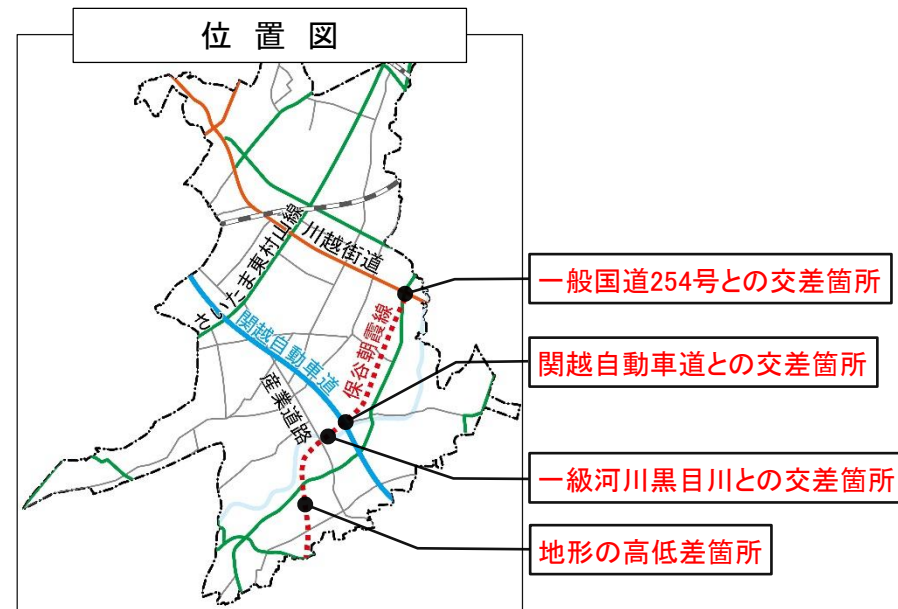 位置図
さいたま東村山線
川越街道
関越自動車道
保谷朝霞線
産業道路
一般国道254号との交差箇所
関越自動車道との交差箇所
一級河川黒目川との交差箇所
地形の高低差箇所